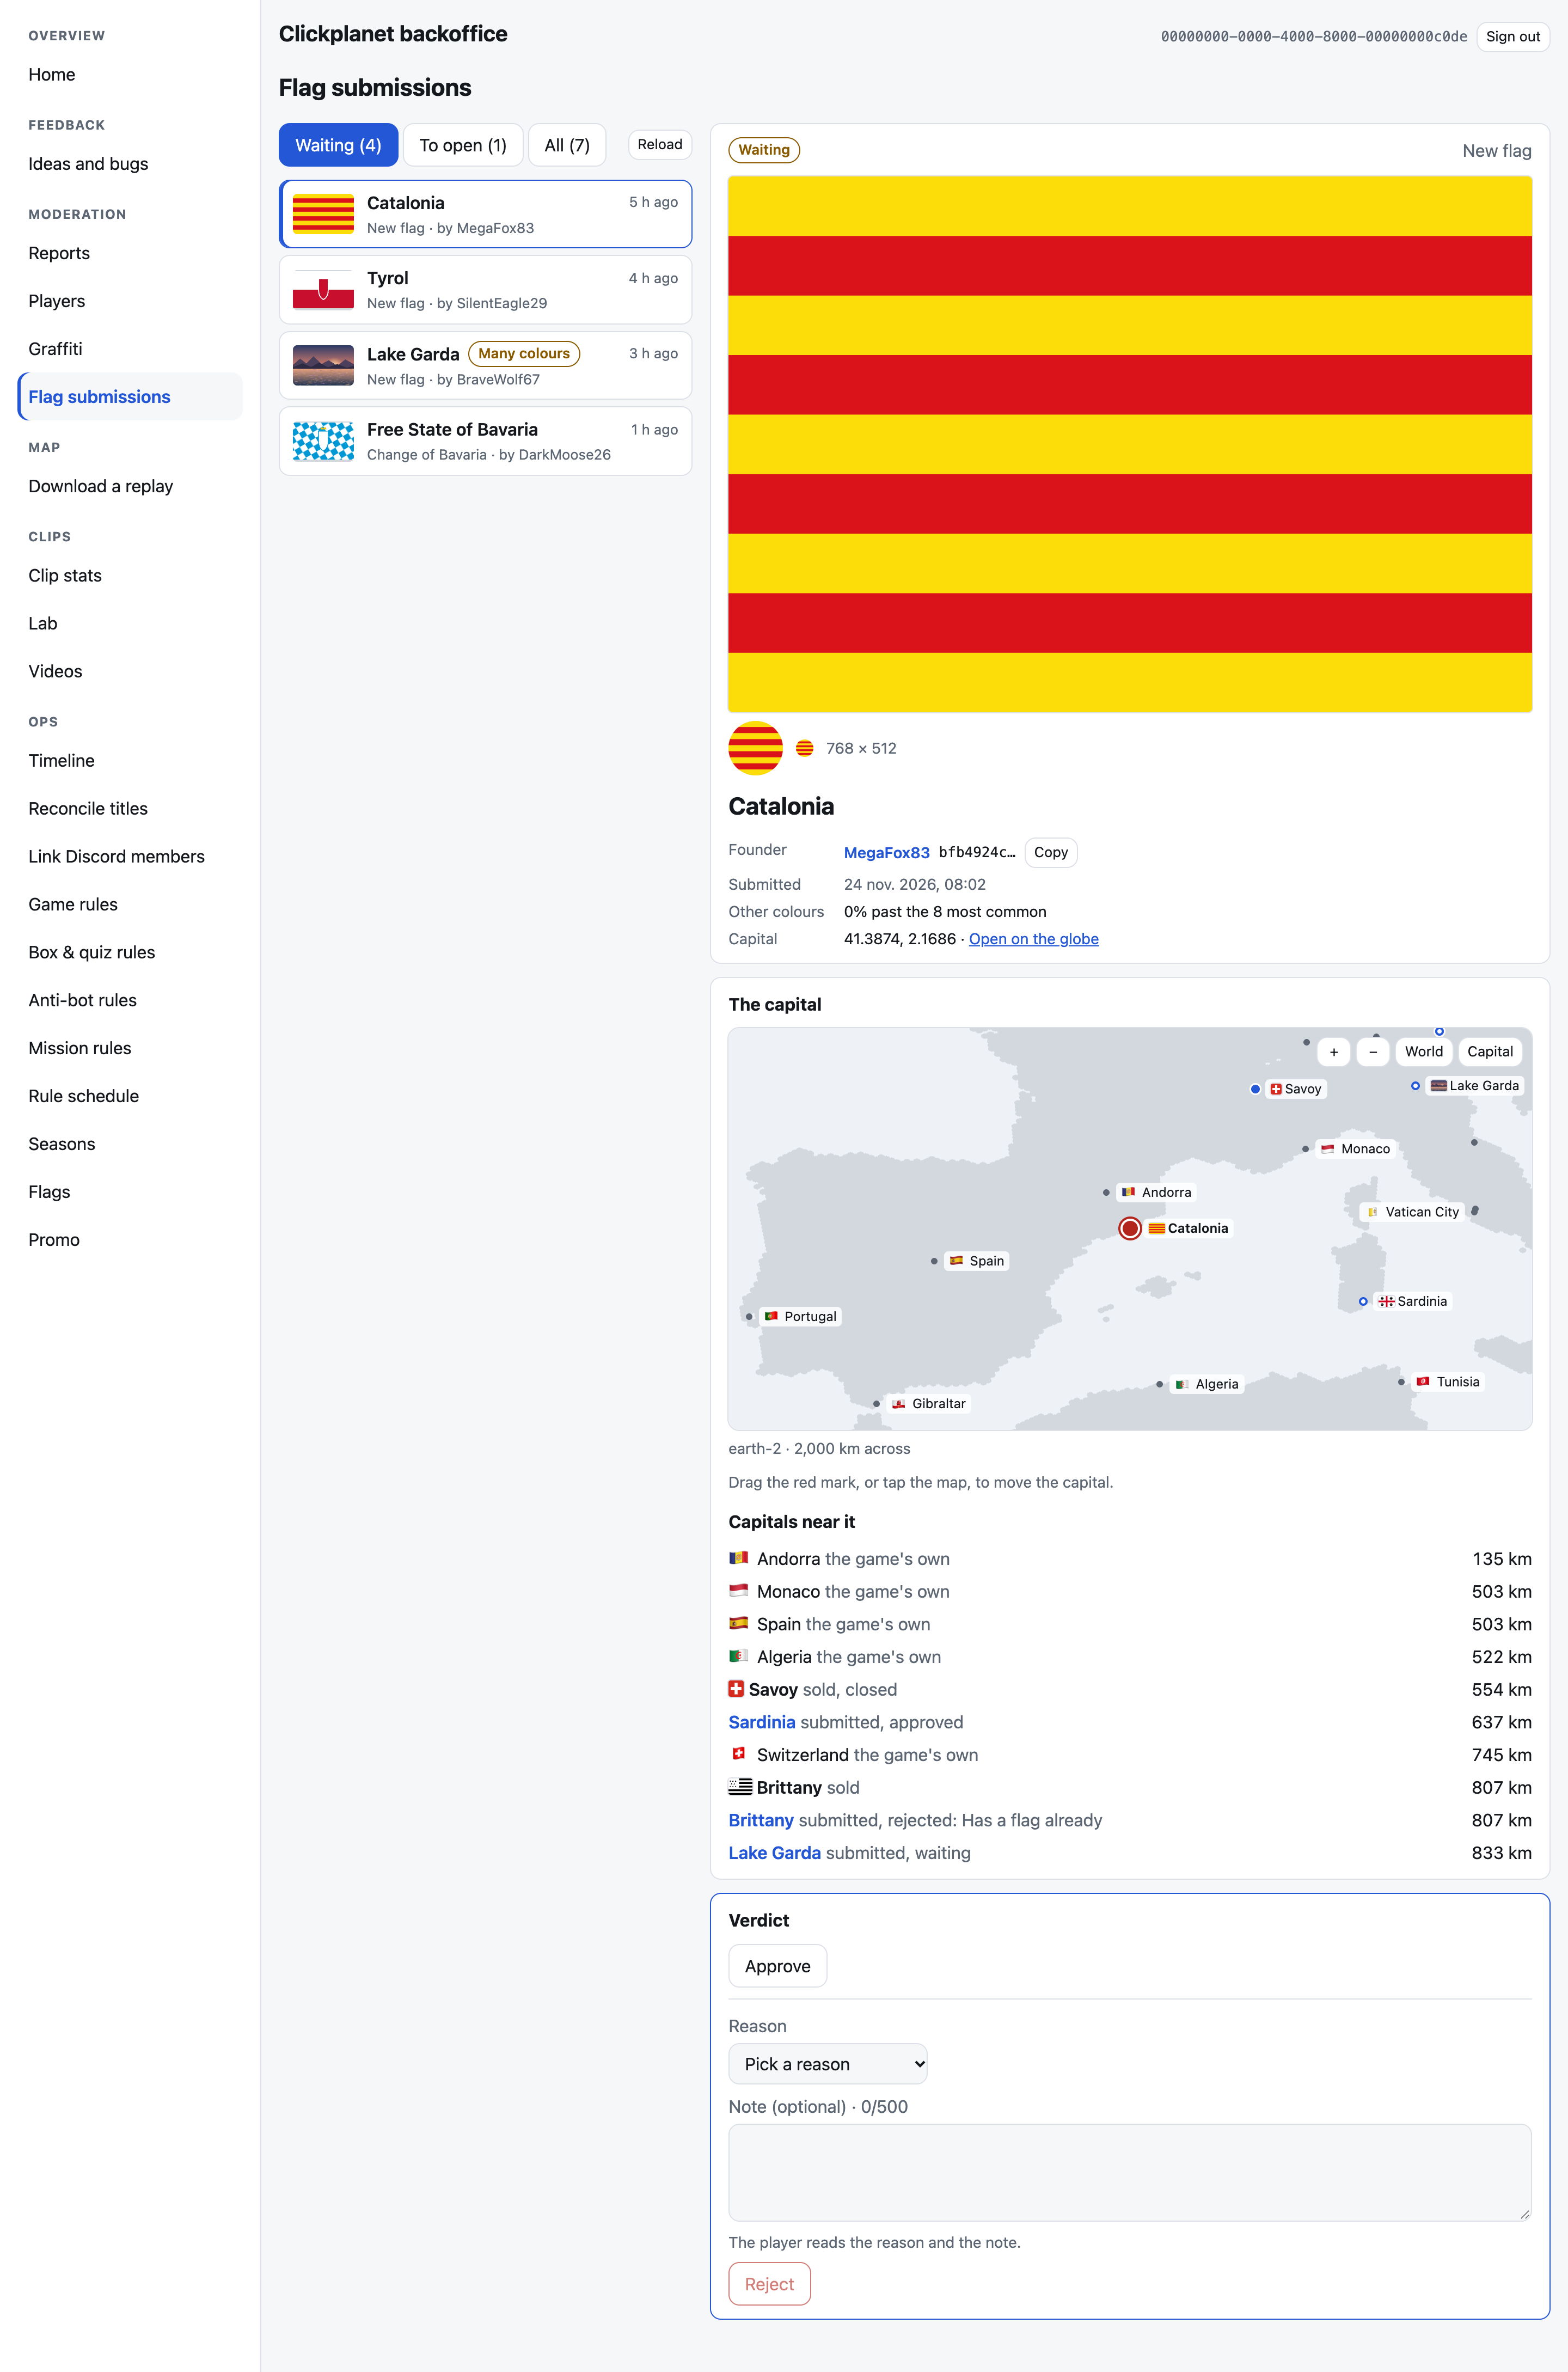 OVERVIEW
Home
FEEDBACK
Ideas and bugs
MODERATION
Reports
Players
Graffiti
Flag submissions
MAP
Download a replay
CLIPS
Clip stats
Lab
Videos
OPS
Timeline
Reconcile titles
Link Discord members
Game rules
Box & quiz rules
Anti-bot rules
Mission rules
Rule schedule
Seasons
Flags
Promo
Clickplanet backoffice
00000000-0000-4000-8000-00000000c0de
Sign out
Flag submissions
Waiting (4)
To open (1)
All (7)
Reload
Catalonia
5 h ago
New flag · by MegaFox83
Tyrol
4 h ago
New flag · by SilentEagle29
Lake Garda
Many colours
3 h ago
New flag · by BraveWolf67
Free State of Bavaria
1 h ago
Change of Bavaria · by DarkMoose26
Waiting
New flag
768 × 512
Catalonia
Founder MegaFox83 bfb4924c… Copy
Submitted 24 nov. 2026, 08:02
Other colours 0% past the 8 most common
Capital 41.3874, 2.1686 · Open on the globe
The capital
+
−
World
Capital
Savoy
Lake Garda
Monaco
Andorra
Vatican City
Catalonia
Spain
Sardinia
Portugal
Algeria
Tunisia
Gibraltar
earth-2 · 2,000 km across
Drag the red mark, or tap the map, to move the capital.
Capitals near it
Andorra the game's own 135 km
Monaco the game's own 503 km
Spain the game's own 503 km
Algeria the game's own 522 km
Savoy sold, closed 554 km
Sardinia submitted, approved 637 km
Switzerland the game's own 745 km
Brittany sold 807 km
Brittany submitted, rejected: Has a flag already 807 km
Lake Garda submitted, waiting 833 km
Verdict
Approve
Reason
Pick a reason
Note (optional) · 0/500
The player reads the reason and the note.
Reject